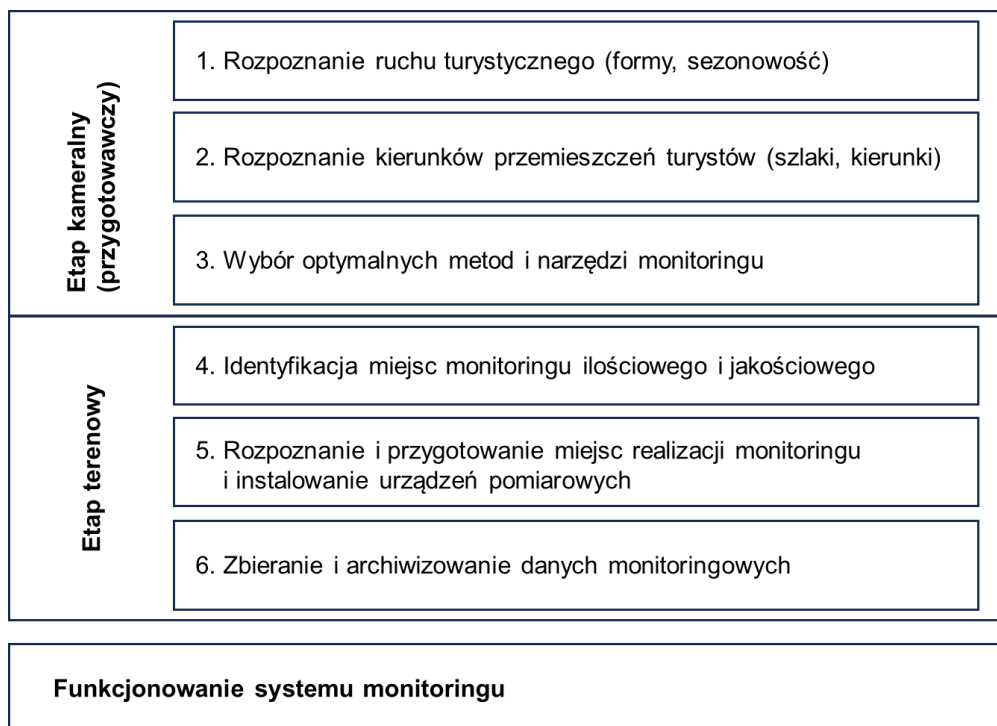 Etap kameralny
(przygotowawczy)
1. Rozpoznanie ruchu turystycznego (formy, sezonowość)
2. Rozpoznanie kierunków przemieszczeń turystów (szlaki, kierunki)
3. Wybór optymalnych metod i narzędzi monitoringu
Etap terenowy
4. Identyfikacja miejsc monitoringu ilościowego i jakościowego
5. Rozpoznanie i przygotowanie miejsc realizacji monitoringu
i instalowanie urządzeń pomiarowych
6. Zbieranie i archiwizowanie danych monitoringowych
Funkcjonowanie systemu monitoringu